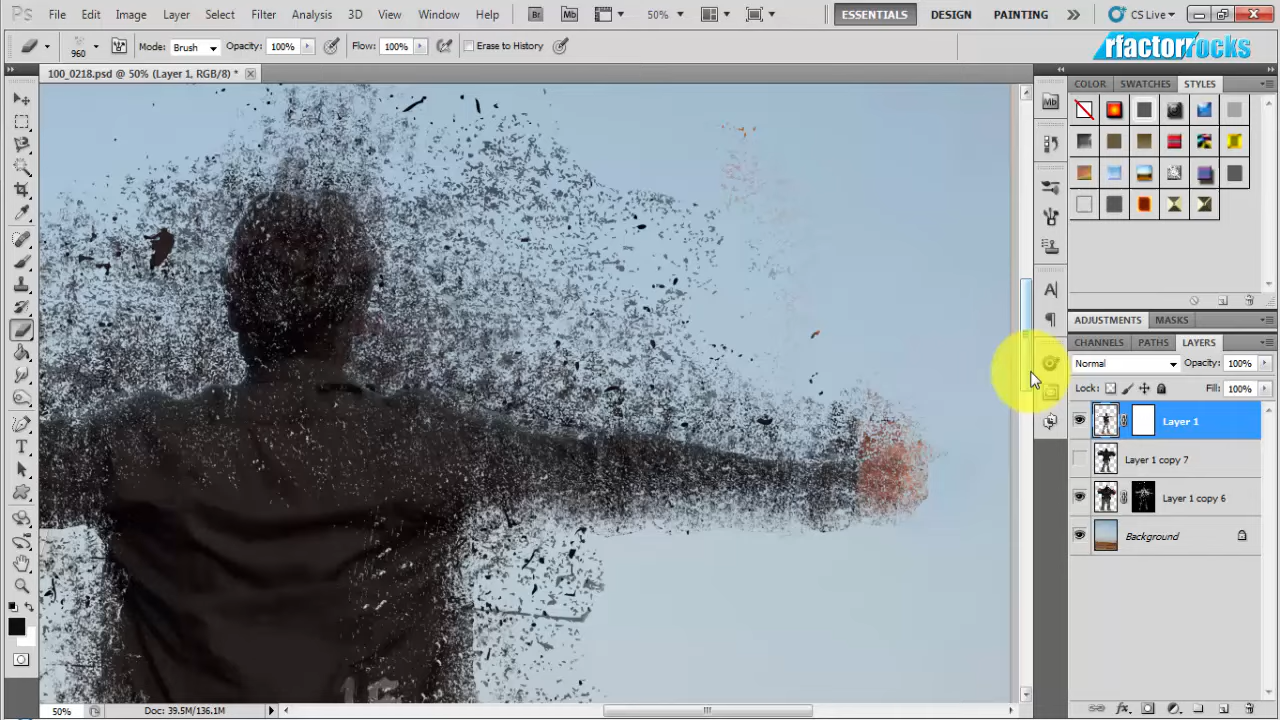 Ps File Edit Image Layer Select Filter Analysis 3D View Window Help Br Mb 50% ESSENTIALS DESIGN PAINTING CS Live
960 Mode: Brush Opacity: 100% Flow: 100% Erase to History
rfactorrocks
100_0218.psd @ 50% (Layer 1, RGB/8) *
COLOR SWATCHES STYLES
Mb
A
ADJUSTMENTS MASKS
CHANNELS PATHS LAYERS
Normal Opacity: 100%
Lock: Fill: 100%
Layer 1
Layer 1 copy 7
Layer 1 copy 6
Background
T
50% Doc: 39.5M/136.1M